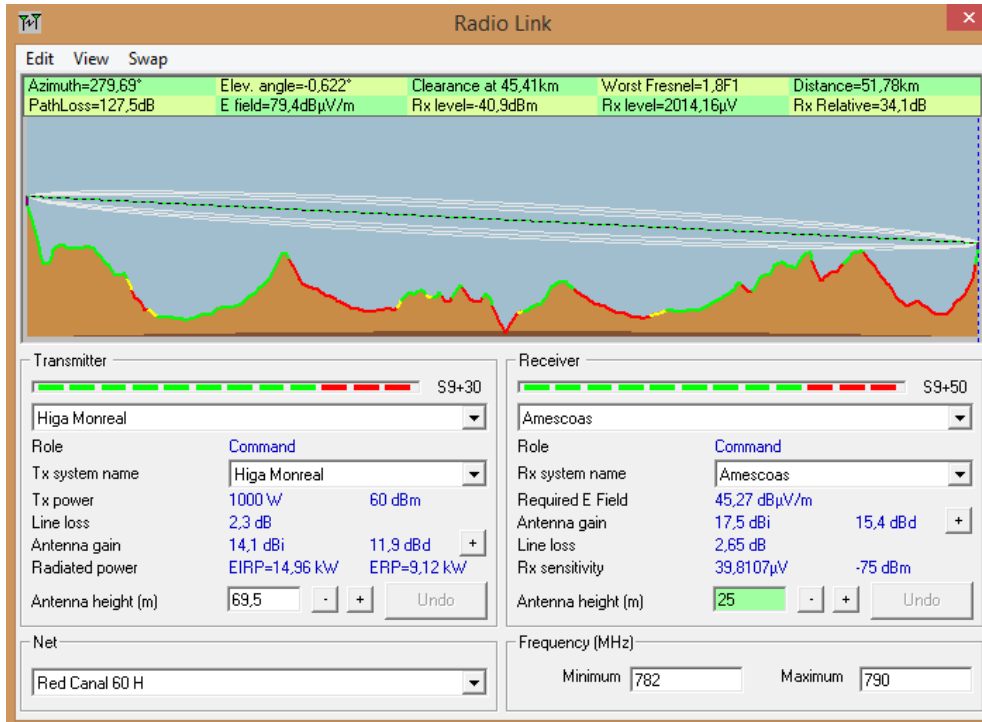 Radio Link
Edit View Swap
Azimuth=279,69° Elev. angle=-0,622° Clearance at 45,41km Worst Fresnel=1,8F1 Distance=51,78km
PathLoss=127,5dB E field=79,4dBµV/m Rx level=-40,9dBm Rx level=2014,16µV Rx Relative=34,1dB
Transmitter
S9+30
Higa Monreal
Role Command
Tx system name Higa Monreal
Tx power 1000 W 60 dBm
Line loss 2,3 dB
Antenna gain 14,1 dBi 11,9 dBd +
Radiated power EIRP=14,96 kW ERP=9,12 kW
Antenna height (m) 69,5 - + Undo
Net
Red Canal 60 H
Receiver
S9+50
Amescoas
Role Command
Rx system name Amescoas
Required E Field 45,27 dBµV/m
Antenna gain 17,5 dBi 15,4 dBd +
Line loss 2,65 dB
Rx sensitivity 39,8107µV -75 dBm
Antenna height (m) 25 - + Undo
Frequency (MHz)
Minimum 782 Maximum 790